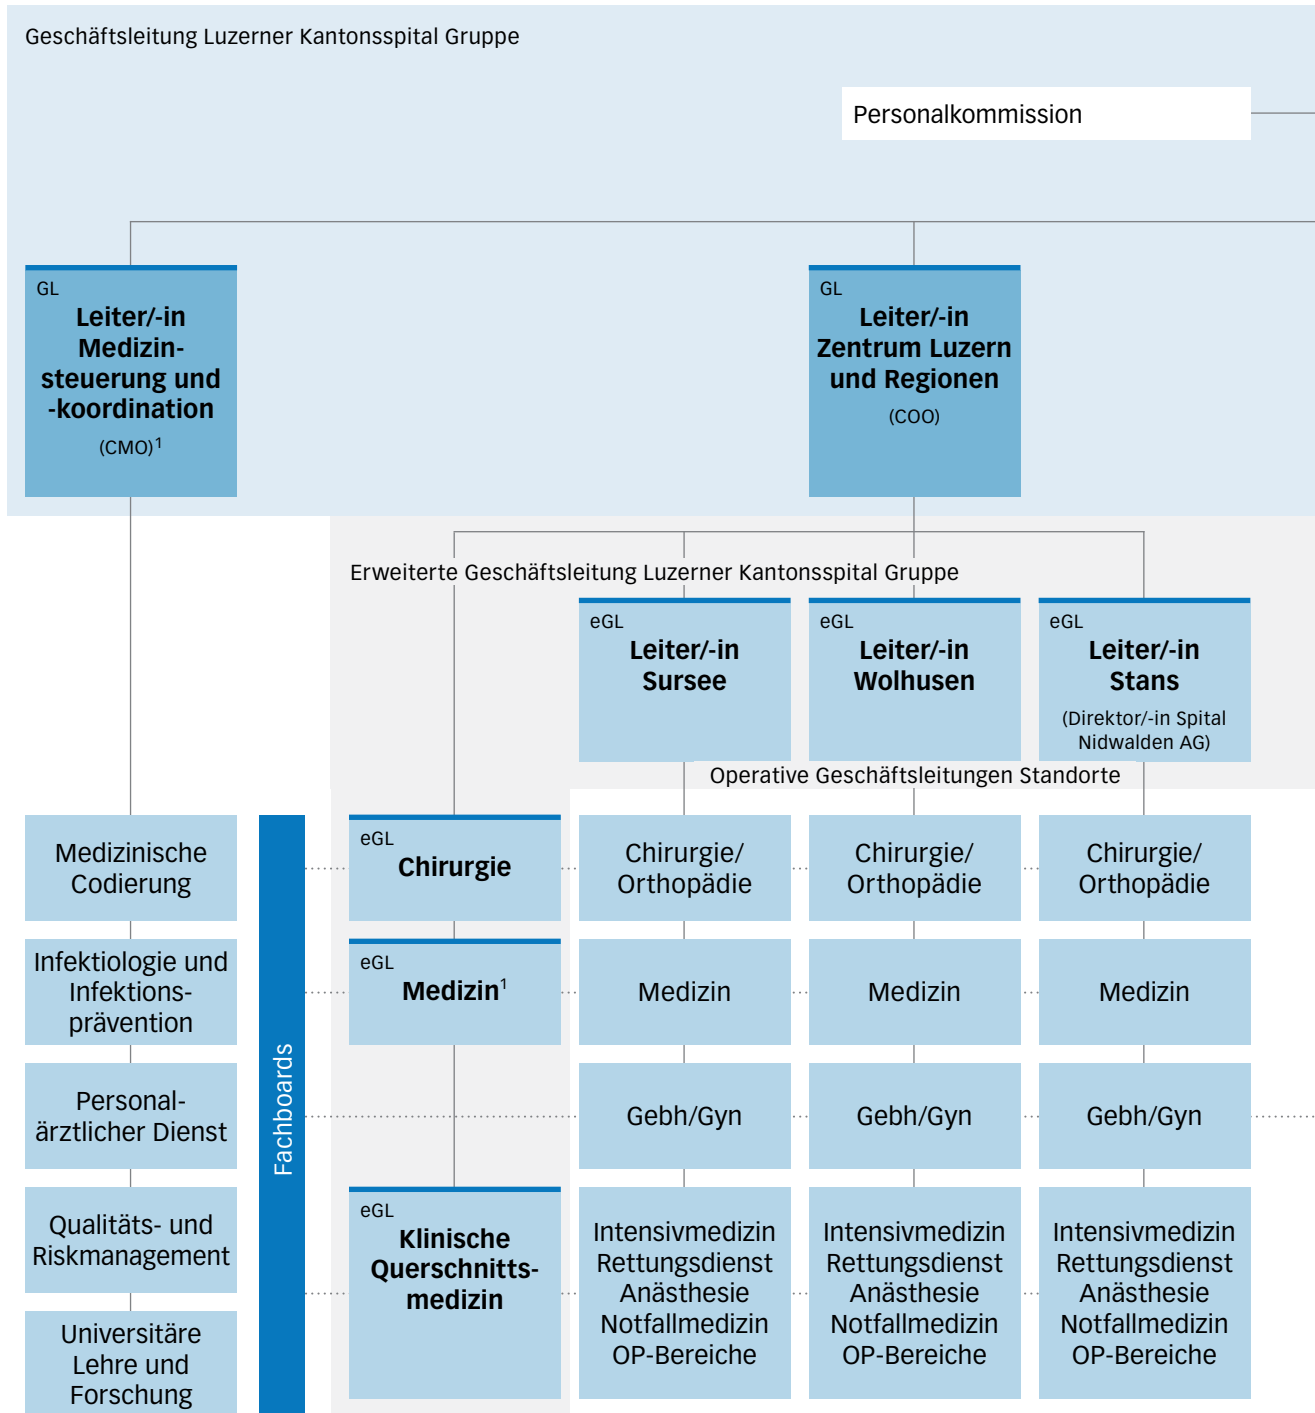 Geschäftsleitung Luzerner Kantonsspital Gruppe
Personalkommission
GL
Leiter/-in
Medizin-
steuerung und
-koordination
(CMO)¹
GL
Leiter/-in
Zentrum Luzern
und Regionen
(COO)
Erweiterte Geschäftsleitung Luzerner Kantonsspital Gruppe
eGL
Leiter/-in
Sursee
eGL
Leiter/-in
Wolhusen
eGL
Leiter/-in
Stans
(Direktor/-in Spital
Nidwalden AG)
Operative Geschäftsleitungen Standorte
Medizinische
Codierung
Infektiologie und
Infektions-
prävention
Personal-
ärztlicher Dienst
Qualitäts- und
Riskmanagement
Universitäre
Lehre und
Forschung
Fachboards
eGL
Chirurgie
eGL
Medizin¹
eGL
Klinische
Querschnitts-
medizin
Chirurgie/
Orthopädie
Medizin
Gebh/Gyn
Intensivmedizin
Rettungsdienst
Anästhesie
Notfallmedizin
OP-Bereiche
Chirurgie/
Orthopädie
Medizin
Gebh/Gyn
Intensivmedizin
Rettungsdienst
Anästhesie
Notfallmedizin
OP-Bereiche
Chirurgie/
Orthopädie
Medizin
Gebh/Gyn
Intensivmedizin
Rettungsdienst
Anästhesie
Notfallmedizin
OP-Bereiche